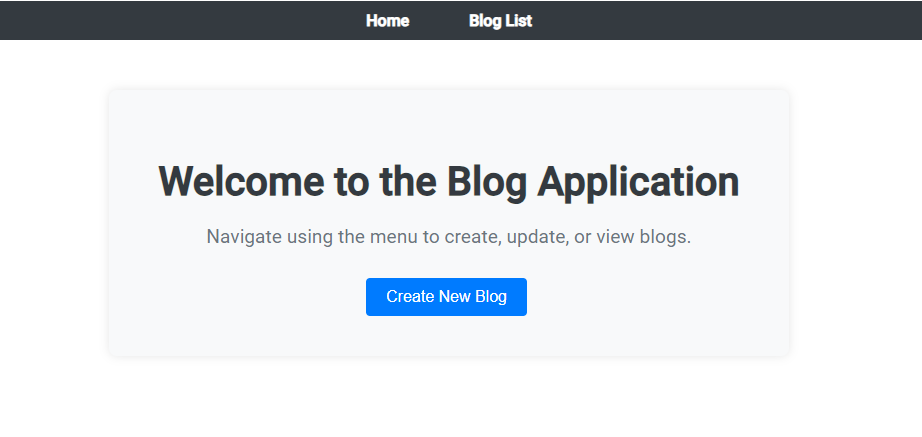 Home Blog List
Welcome to the Blog Application
Navigate using the menu to create, update, or view blogs.
Create New Blog